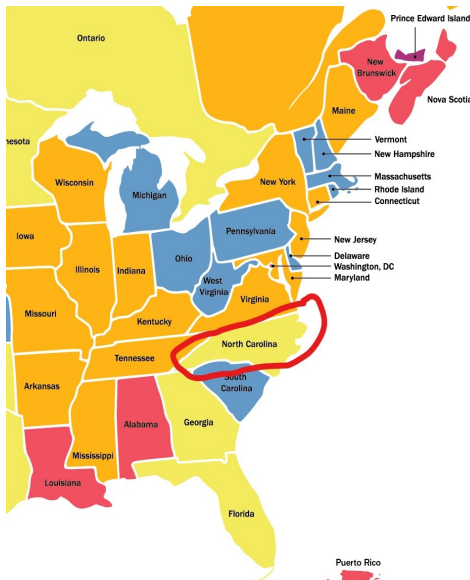 Prince Edward Island
Ontario
New
Brunswick
Nova Scotia
Maine
nesota
Vermont
New Hampshire
Wisconsin
Michigan
New York
Massachusetts
Rhode Island
Connecticut
Iowa
Pennsylvania
New Jersey
Illinois
Indiana
Ohio
Delaware
Washington, DC
West
Virginia
Maryland
Virginia
Missouri
Kentucky
North Carolina
Tennessee
South
Carolina
Arkansas
Alabama
Georgia
Mississippi
Louisiana
Florida
Puerto Rico